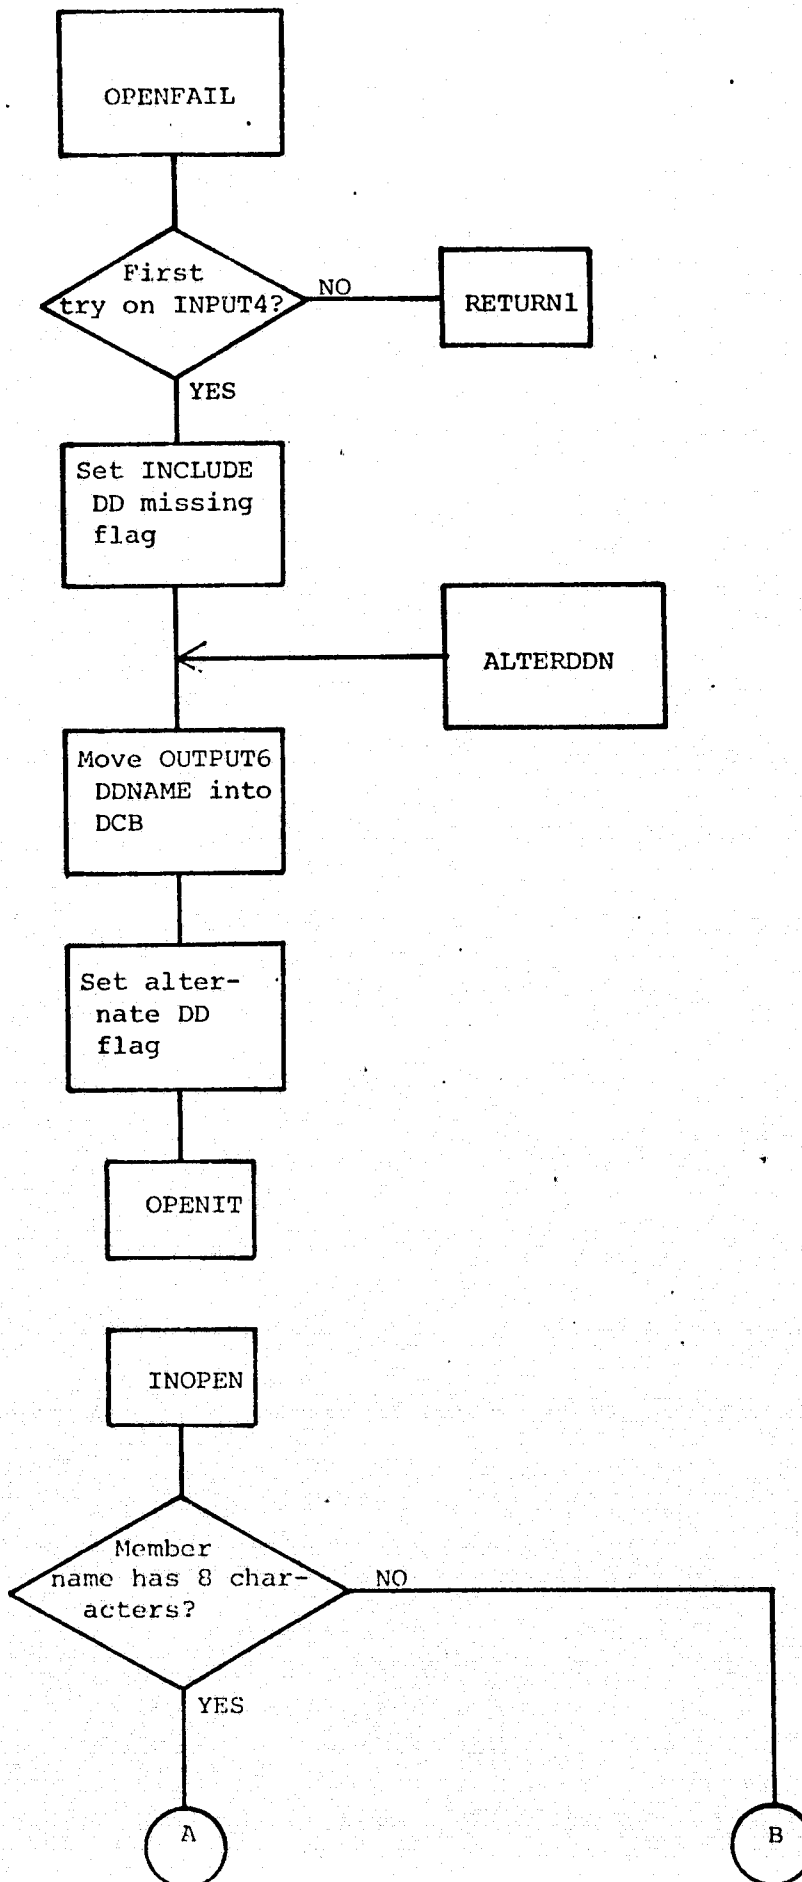 OPENFAIL
First
try on INPUT4?
NO
RETURN1
YES
Set INCLUDE
DD missing
flag
ALTERDDN
Move OUTPUT6
DDNAME into
DCB
Set alter-
nate DD
flag
OPENIT
INOPEN
Member
name has 8 char-
acters?
NO
YES
A
B